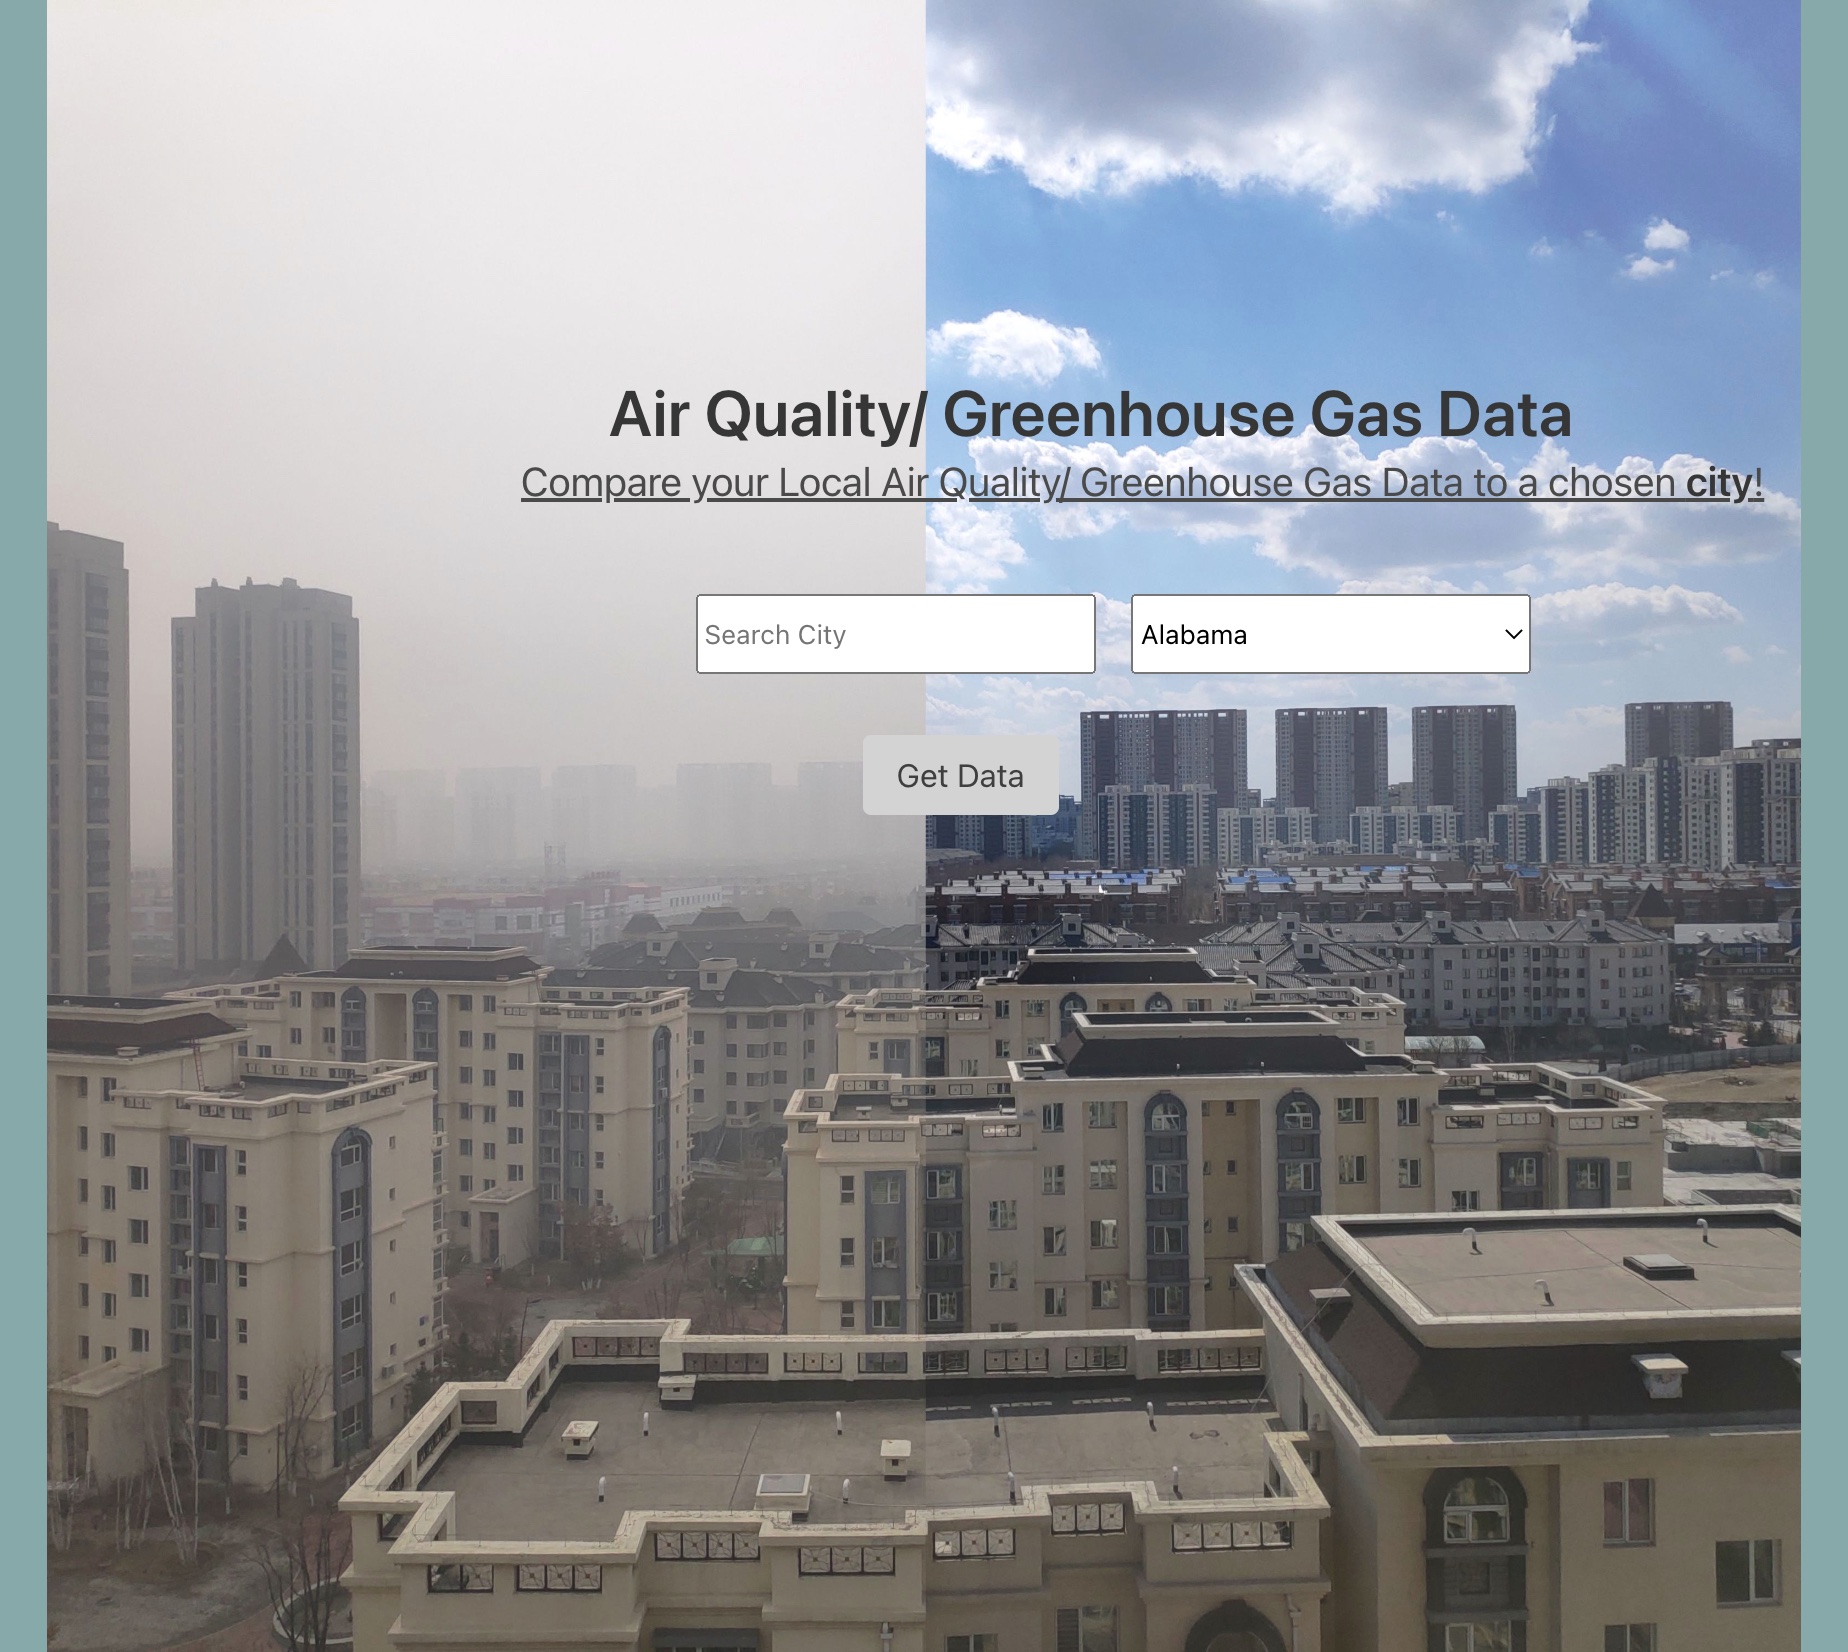 Air Quality/ Greenhouse Gas Data
Compare your Local Air Quality/ Greenhouse Gas Data to a chosen city!
Search City
Alabama
Get Data